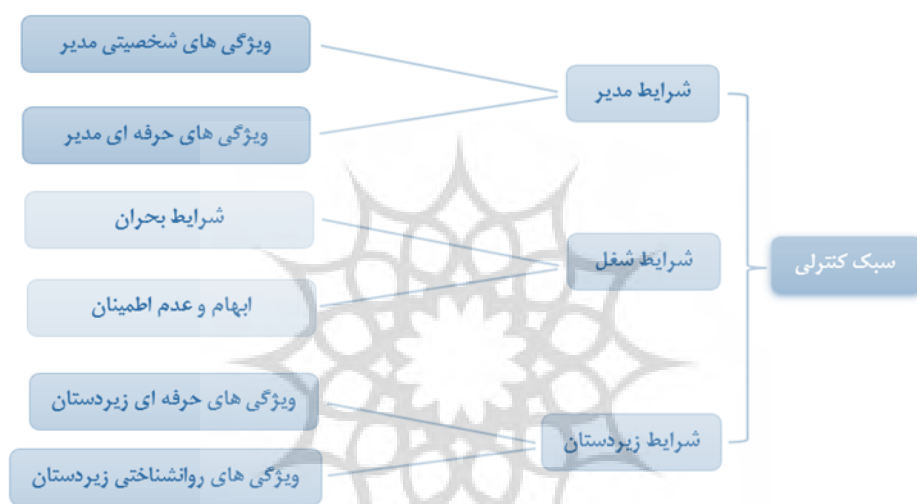 سبک کنترلی
شرایط مدیر
ویژگی های شخصیتی مدیر
ویژگی های حرفه ای مدیر
شرایط شغل
شرایط بحران
ابهام و عدم اطمینان
شرایط زیردستان
ویژگی های حرفه ای زیردستان
ویژگی های روانشناختی زیردستان